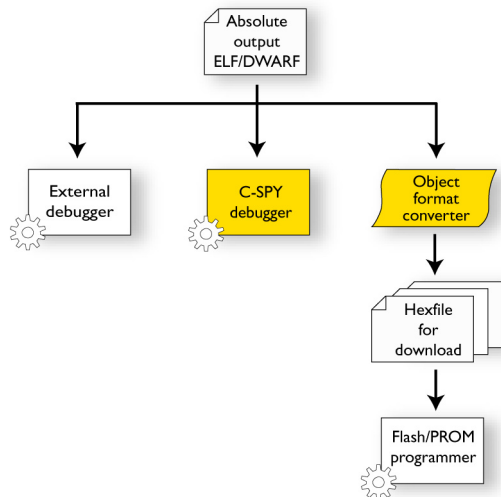 Absolute
output
ELF/DWARF
External
debugger
C-SPY
debugger
Object
format
converter
Hexfile
for
download
Flash/PROM
programmer